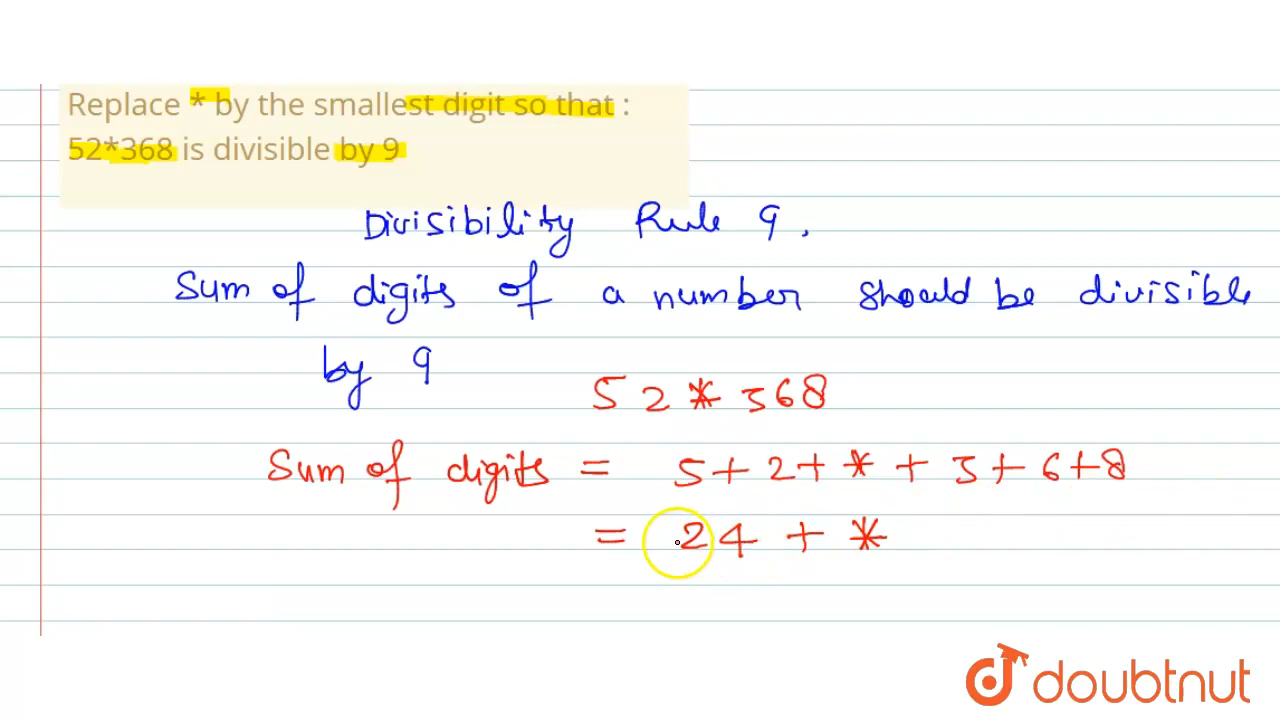 Replace * by the smallest digit so that :
52*368 is divisible by 9
Divisibility Rule 9.
Sum of digits of a number should be divisible
by 9
52*368
Sum of digits = 5+2+*+3+6+8
= 24 + *
doubtnut